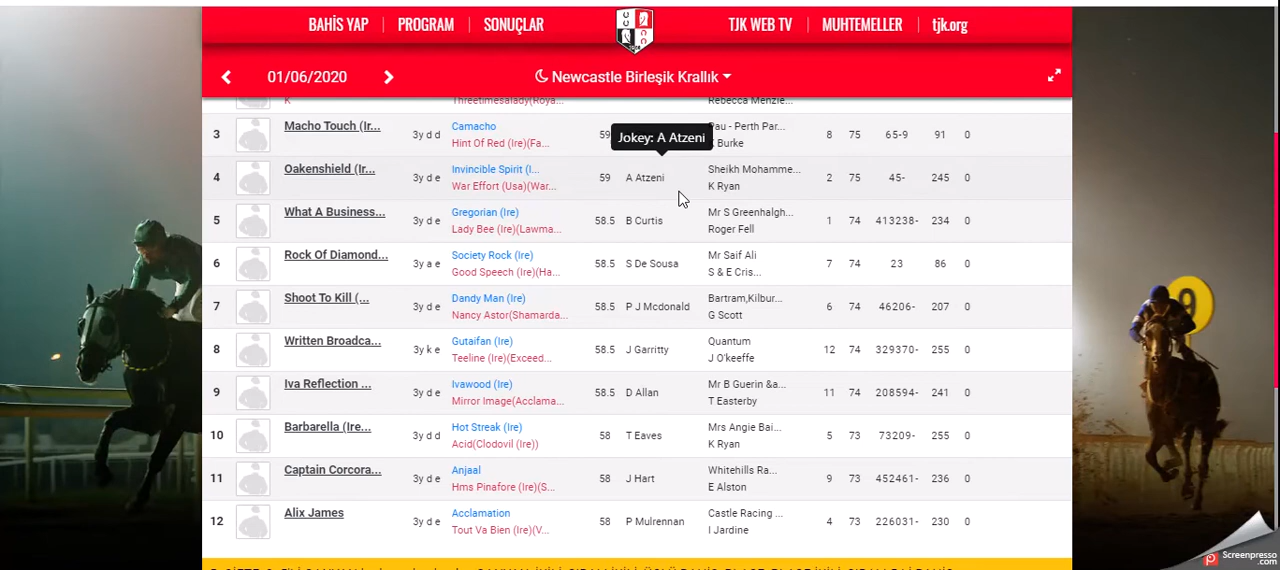 BAHİS YAP PROGRAM SONUÇLAR TJK WEB TV MUHTEMELLER tjk.org
01/06/2020 Newcastle Birleşik Krallık
K Threetimesalady(Roya... Rebecca Menzie...
3 Macho Touch (Ir... 3y d d Camacho 59 Pau - Perth Par... 8 75 65-9 91 0
Hint Of Red (Ire)(Fa... Burke
Jokey: A Atzeni
4 Oakenshield (Ir... 3y d e Invincible Spirit (I... 59 A Atzeni Sheikh Mohamme... 2 75 45- 245 0
War Effort (Usa)(War... K Ryan
5 What A Business... 3y d e Gregorian (Ire) 58.5 B Curtis Mr S Greenhalgh... 1 74 413238- 234 0
Lady Bee (Ire)(Lawma... Roger Fell
6 Rock Of Diamond... 3y a e Society Rock (Ire) 58.5 S De Sousa Mr Saif Ali 7 74 23 86 0
Good Speech (Ire)(Ha... S & E Cris...
7 Shoot To Kill (... 3y d e Dandy Man (Ire) 58.5 P J Mcdonald Bartram,Kilbur... 6 74 46206- 207 0
Nancy Astor(Shamarda... G Scott
8 Written Broadca... 3y k e Gutaifan (Ire) 58.5 J Garritty Quantum 12 74 329370- 255 0
Teeline (Ire)(Exceed... J O'keeffe
9 Iva Reflection ... 3y d e Ivawood (Ire) 58.5 D Allan Mr B Guerin &a... 11 74 208594- 241 0
Mirror Image(Acclama... T Easterby
10 Barbarella (Ire... 3y d d Hot Streak (Ire) 58 T Eaves Mrs Angie Bai... 5 73 73209- 255 0
Acid(Clodovil (Ire)) K Ryan
11 Captain Corcora... 3y d e Anjaal 58 J Hart Whitehills Ra... 9 73 452461- 236 0
Hms Pinafore (Ire)(S... E Alston
12 Alix James 3y d e Acclamation 58 P Mulrennan Castle Racing ... 4 73 226031- 230 0
Tout Va Bien (Ire)(V... I Jardine
9
Screenpresso
.com